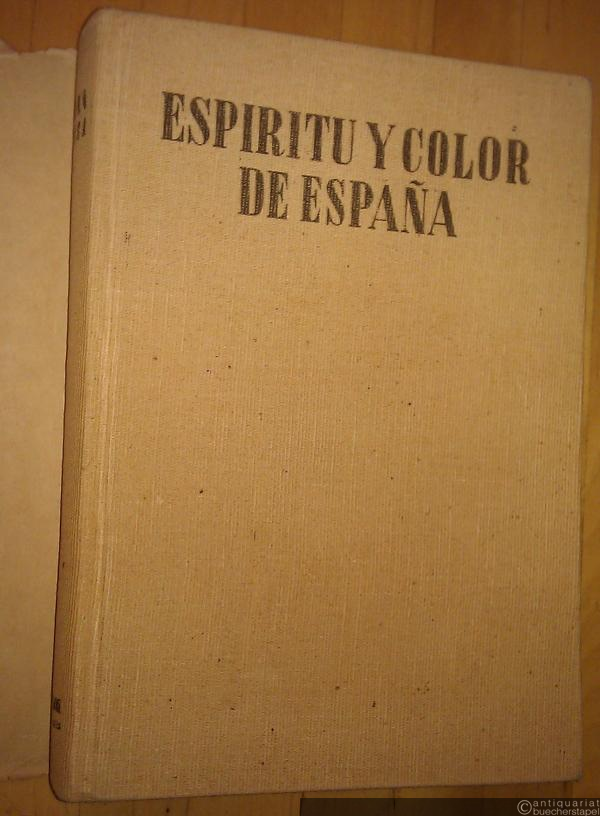 ESPIRITU Y COLOR
DE ESPAÑA
© antiquariat
buecherstapel